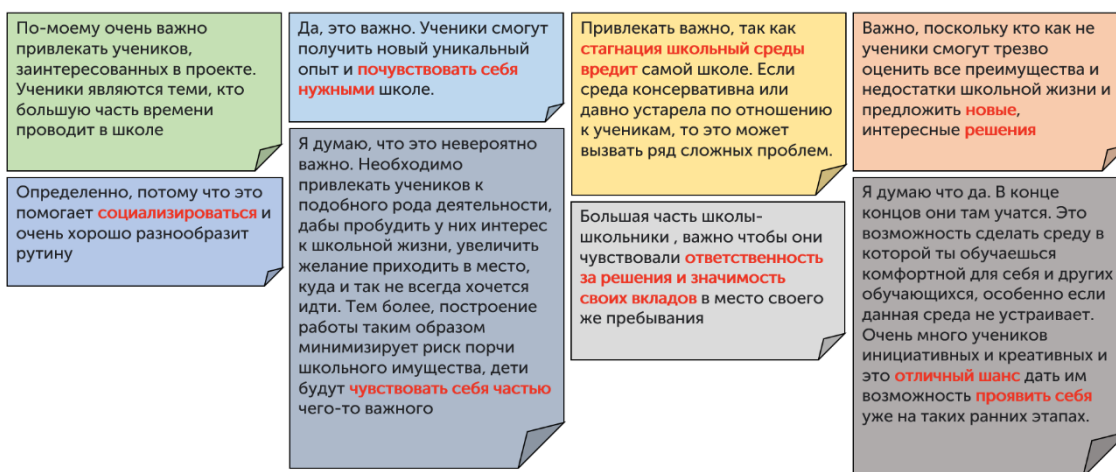 По-моему очень важно
привлекать учеников,
заинтересованных в проекте.
Ученики являются теми, кто
большую часть времени
проводит в школе
Да, это важно. Ученики смогут
получить новый уникальный
опыт и почувствовать себя
нужными школе.
Привлекать важно, так как
стагнация школьный среды
вредит самой школе. Если
среда консервативна или
давно устарела по отношению
к ученикам, то это может
вызвать ряд сложных проблем.
Важно, поскольку кто как не
ученики смогут трезво
оценить все преимущества и
недостатки школьной жизни и
предложить новые,
интересные решения
Определенно, потому что это
помогает социализироваться и
очень хорошо разнообразит
рутину
Я думаю, что это невероятно
важно. Необходимо
привлекать учеников к
подобного рода деятельности,
дабы пробудить у них интерес
к школьной жизни, увеличить
желание приходить в место,
куда и так не всегда хочется
идти. Тем более, построение
работы таким образом
минимизирует риск порчи
школьного имущества, дети
будут чувствовать себя частью
чего-то важного
Большая часть школы-
школьники , важно чтобы они
чувствовали ответственность
за решения и значимость
своих вкладов в место своего
же пребывания
Я думаю что да. В конце
концов они там учатся. Это
возможность сделать среду в
которой ты обучаешься
комфортной для себя и других
обучающихся, особенно если
данная среда не устраивает.
Очень много учеников
инициативных и креативных и
это отличный шанс дать им
возможность проявить себя
уже на таких ранних этапах.